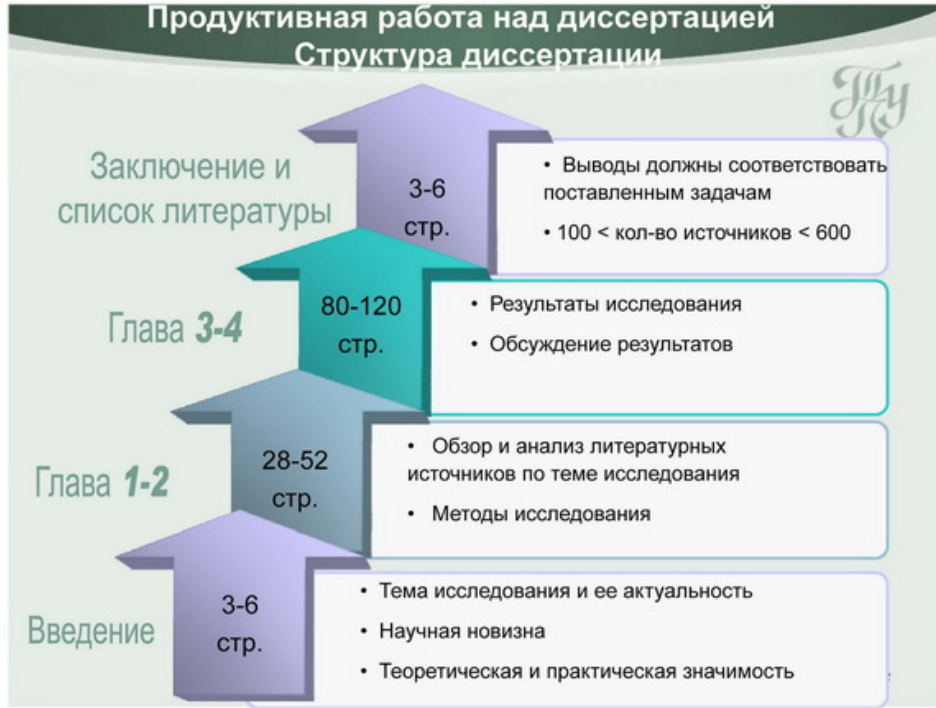 Продуктивная работа над диссертацией
Структура диссертации
ТПУ
Заключение и
список литературы
3-6
стр.
• Выводы должны соответствовать
поставленным задачам
• 100 < кол-во источников < 600
Глава 3-4
80-120
стр.
• Результаты исследования
• Обсуждение результатов
Глава 1-2
28-52
стр.
• Обзор и анализ литературных
источников по теме исследования
• Методы исследования
Введение
3-6
стр.
• Тема исследования и ее актуальность
• Научная новизна
• Теоретическая и практическая значимость